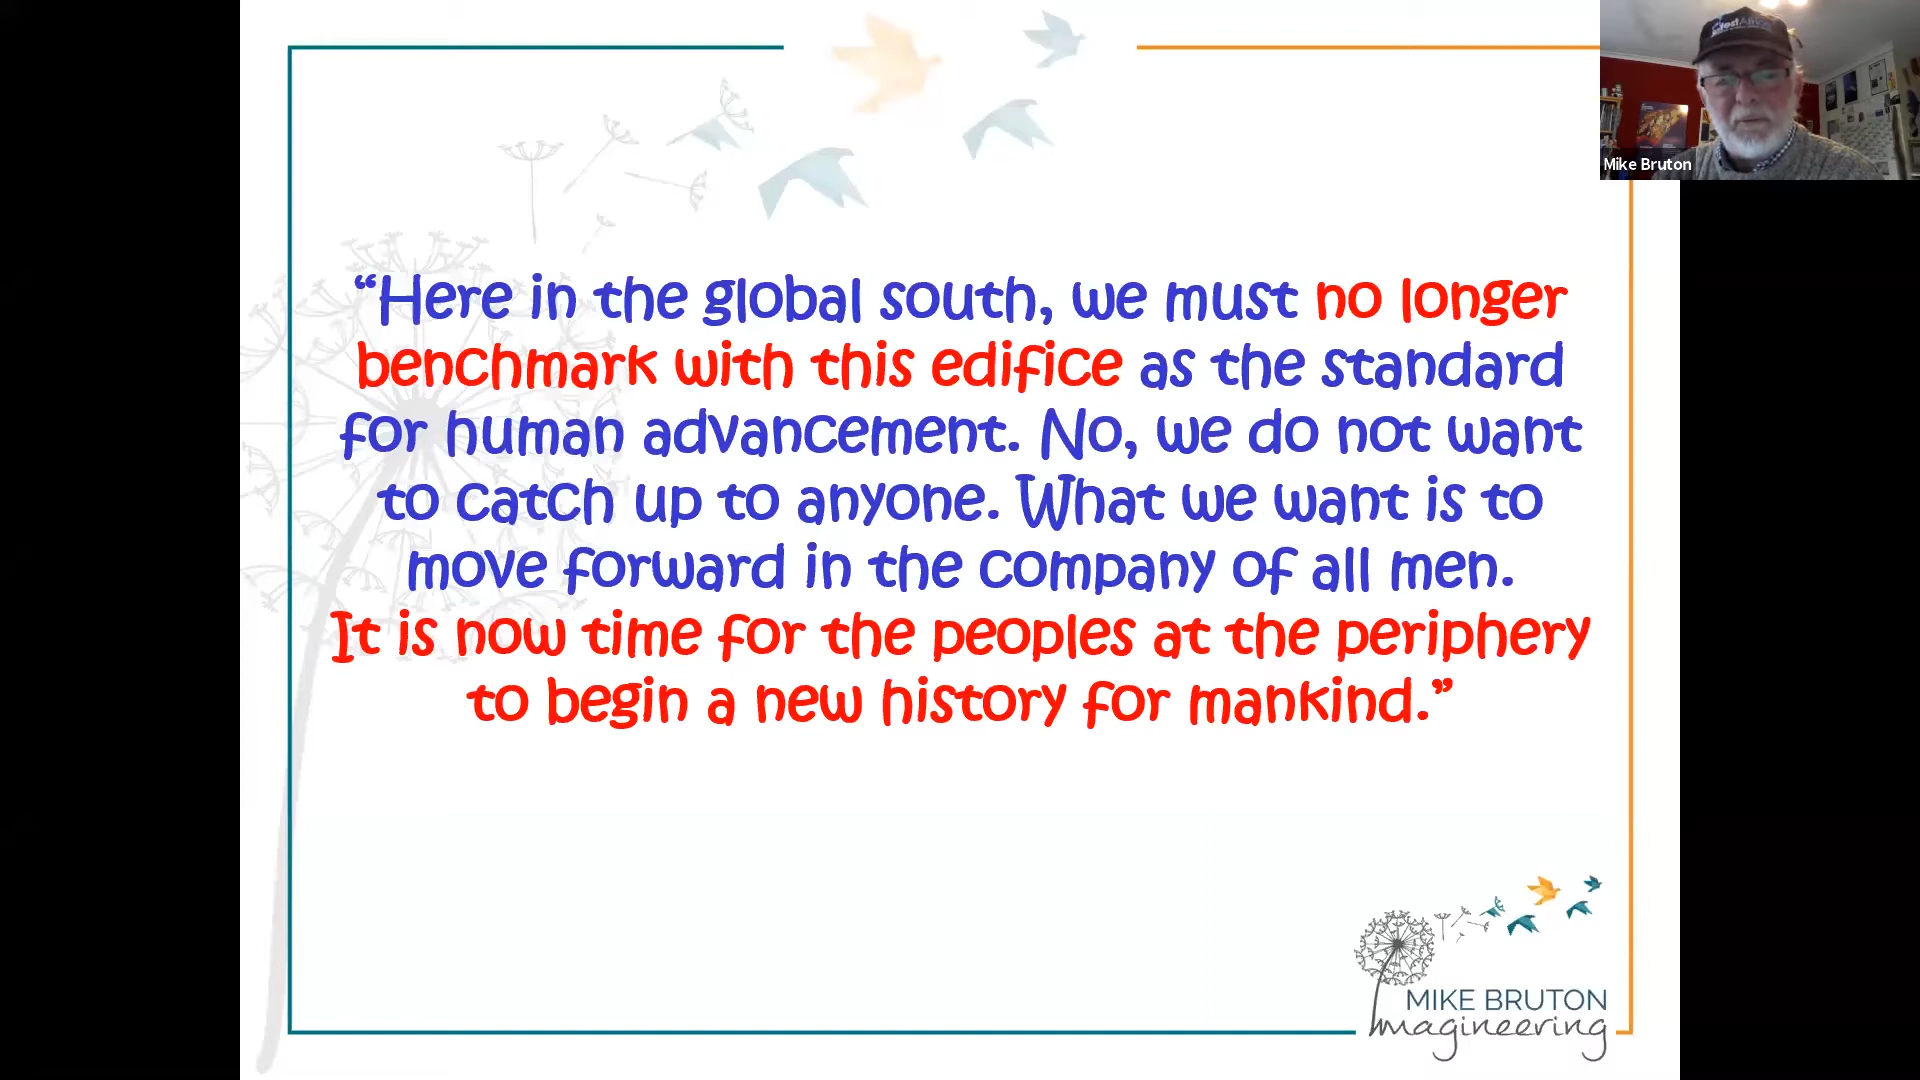 Mike Bruton
“Here in the global south, we must no longer
benchmark with this edifice as the standard
for human advancement. No, we do not want
to catch up to anyone. What we want is to
move forward in the company of all men.
It is now time for the peoples at the periphery
to begin a new history for mankind.”
MIKE BRUTON
Imagineering